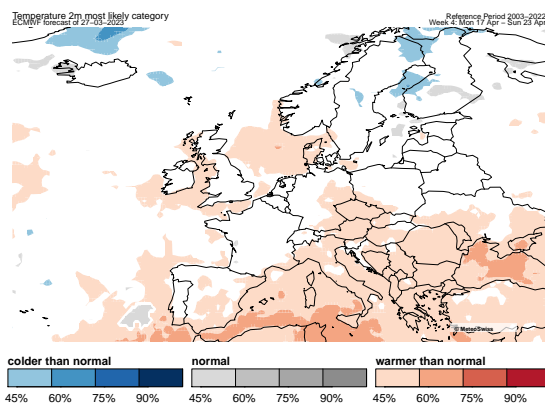 Temperature 2m most likely category
ECMWF forecast of 27-03-2023
Reference Period 2003-2022
Week 4: Mon 17 Apr - Sun 23 Apr
© MeteoSwiss
colder than normal
normal
warmer than normal
45% 60% 75% 90%
45% 60% 75% 90%
45% 60% 75% 90%